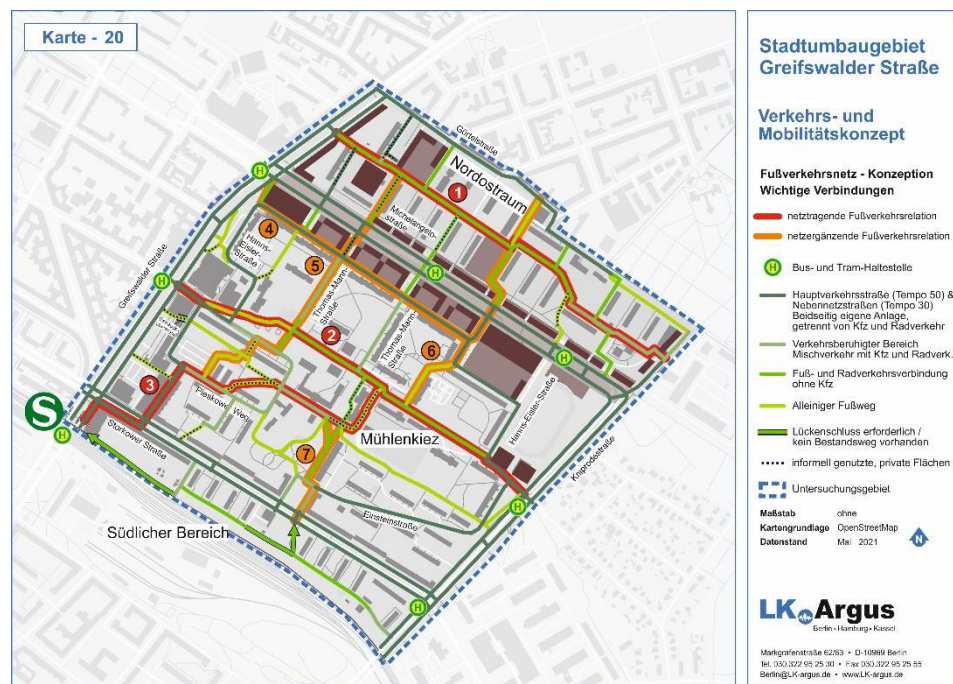 Karte - 20
Gürtelstraße
Nordostraum
1
Michelangelo-
straße
4
Hanns-
Eisler-
Straße
5
Greifswalder Straße
Thomas-Mann-
Straße
2
Thomas-Mann-
Straße
6
Hanns-Eisler-Straße
3
Pieskower Weg
Mühlenkiez
Kniprodestraße
S
Storkower Straße
7
Einsteinstraße
Südlicher Bereich
H
H
H
H
H
H
H
Stadtumbaugebiet
Greifswalder Straße
Verkehrs- und
Mobilitätskonzept
Fußverkehrsnetz - Konzeption
Wichtige Verbindungen
netztragende Fußverkehrsrelation
netzergänzende Fußverkehrsrelation
H Bus- und Tram-Haltestelle
Hauptverkehrsstraße (Tempo 50) &
Nebennetzstraßen (Tempo 30)
Beidseitig eigene Anlage,
getrennt von Kfz und Radverkehr
Verkehrsberuhigter Bereich
Mischverkehr mit Kfz und Radverk.
Fuß- und Radverkehrsverbindung
ohne Kfz
Alleiniger Fußweg
Lückenschluss erforderlich /
kein Bestandsweg vorhanden
informell genutzte, private Flächen
Untersuchungsgebiet
Maßstab ohne
Kartengrundlage OpenStreetMap
Datenstand Mai 2021
N
LK Argus
Berlin • Hamburg • Kassel
Markgrafenstraße 62/63 • D-10969 Berlin
Tel. 030.322 95 25 30 • Fax 030.322 95 25 55
Berlin@LK-argus.de • www.LK-argus.de